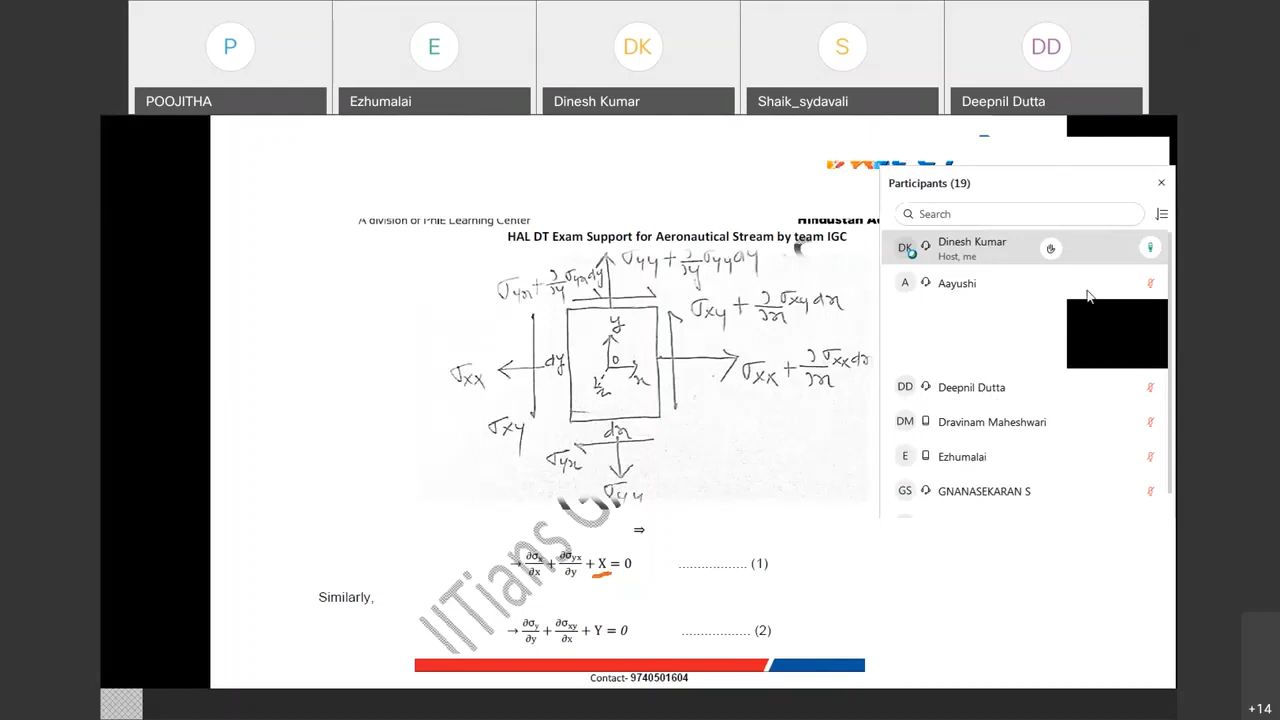 P
E
DK
S
DD
POOJITHA
Ezhumalai
Dinesh Kumar
Shaik_sydavali
Deepnil Dutta
Participants (19)
Search
DK
Dinesh Kumar
Host, me
A
Aayushi
DD
Deepnil Dutta
DM
Dravinam Maheshwari
E
Ezhumalai
GS
GNANASEKARAN S
A division of PhIE Learning Center
Hindustan
HAL DT Exam Support for Aeronautical Stream by team IGC
σyx + ∂/∂y σyx dy
σyy + ∂/∂y σyy dy
σxy + ∂/∂x σxy dx
y
σxx
dy
o
x
z
σxx + ∂/∂x σxx dx
σxy
dx
σyx
σyy
⇒
→ ∂σx/∂x + ∂σyx/∂y + X = 0 ................. (1)
Similarly,
→ ∂σy/∂y + ∂σxy/∂x + Y = 0 ................. (2)
IITians
Contact- 9740501604
+14